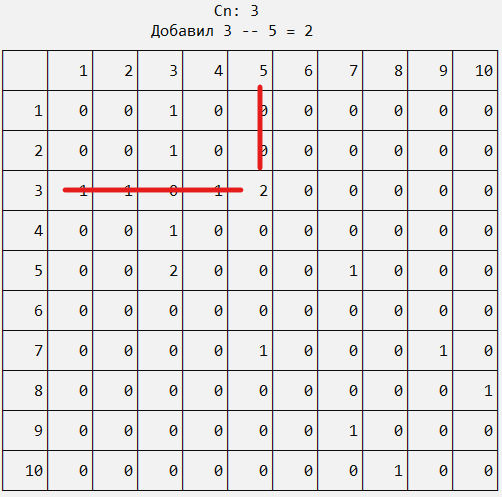 Cn: 3
Добавил 3 -- 5 = 2
1 2 3 4 5 6 7 8 9 10
1 0 0 1 0 0 0 0 0 0 0
2 0 0 1 0 0 0 0 0 0 0
3 1 1 0 1 2 0 0 0 0 0
4 0 0 1 0 0 0 0 0 0 0
5 0 0 2 0 0 0 1 0 0 0
6 0 0 0 0 0 0 0 0 0 0
7 0 0 0 0 1 0 0 0 1 0
8 0 0 0 0 0 0 0 0 0 1
9 0 0 0 0 0 0 1 0 0 0
10 0 0 0 0 0 0 0 1 0 0